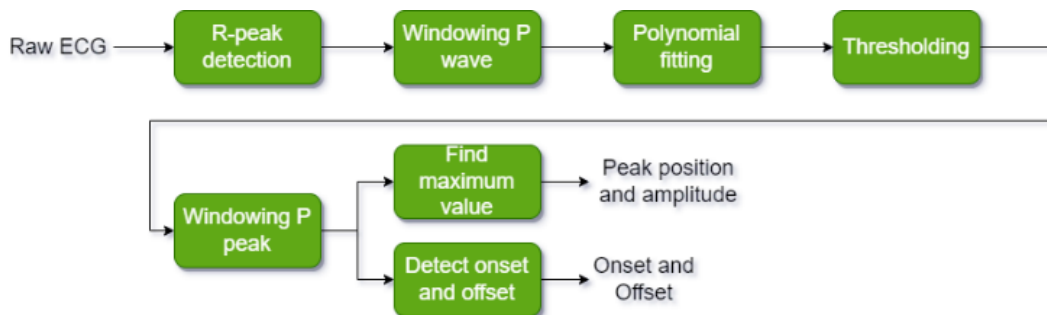 Raw ECG
R-peak
detection
Windowing P
wave
Polynomial
fitting
Thresholding
Windowing P
peak
Find
maximum
value
Peak position
and amplitude
Detect onset
and offset
Onset and
Offset